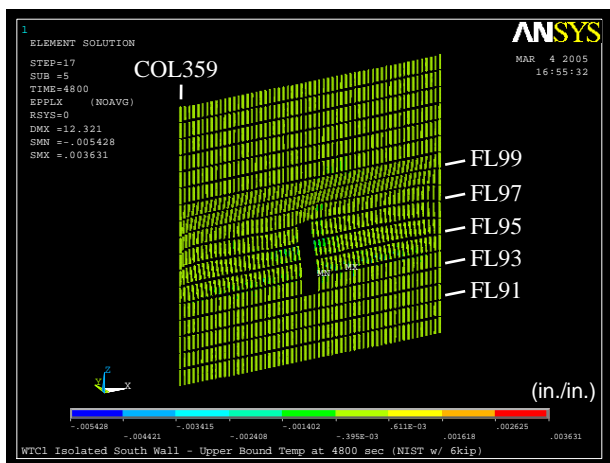 1
ANSYS
ELEMENT SOLUTION
MAR 4 2005
16:55:32
STEP=17
SUB =5
TIME=4800
EPPLX (NOAVG)
RSYS=0
DMX =12.321
SMN =-.005428
SMX =.003631
COL359
FL99
FL97
FL95
FL93
FL91
MN MX
Z
Y X
(in./in.)
-.005428 -.003415 -.001402 .611E-03 .002625
-.004421 -.002408 -.395E-03 .001618 .003631
WTC1 Isolated South Wall - Upper Bound Temp at 4800 sec (NIST w/ 6kip)